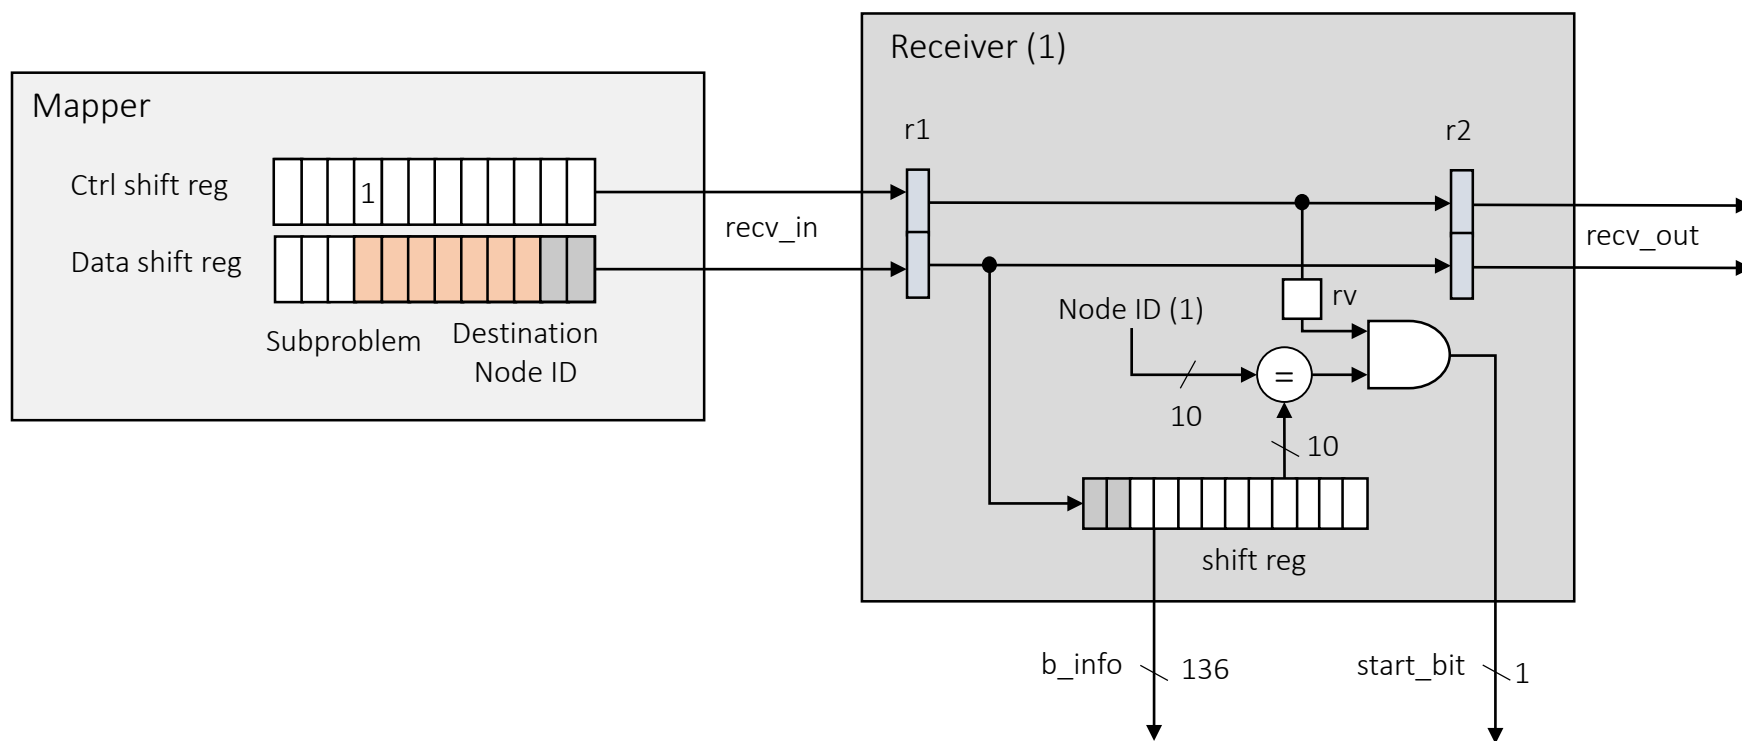 Receiver (1)
Mapper
r1
r2
Ctrl shift reg
1
recv_in
recv_out
Data shift reg
Node ID (1)
rv
Subproblem
Destination
Node ID
=
10
10
shift reg
b_info
136
start_bit
1